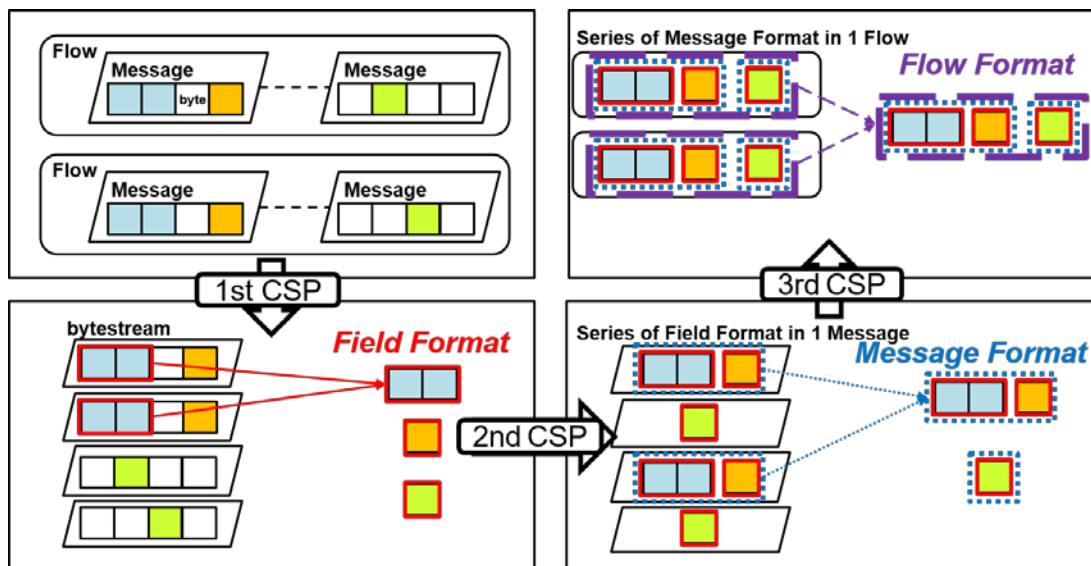 Flow
Message
byte
Message
Flow
Message
Message
1st CSP
bytestream
Field Format
2nd CSP
Series of Field Format in 1 Message
Message Format
3rd CSP
Series of Message Format in 1 Flow
Flow Format